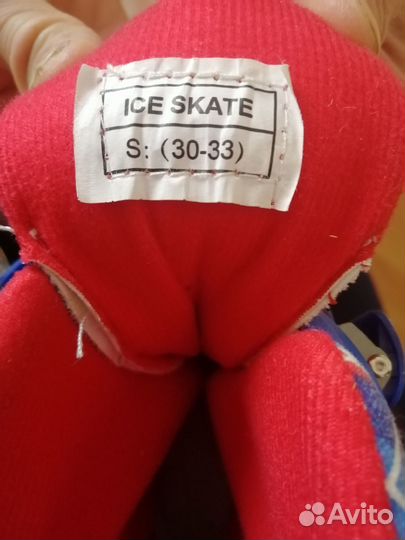 ICE SKATE
S: (30-33)
Avito